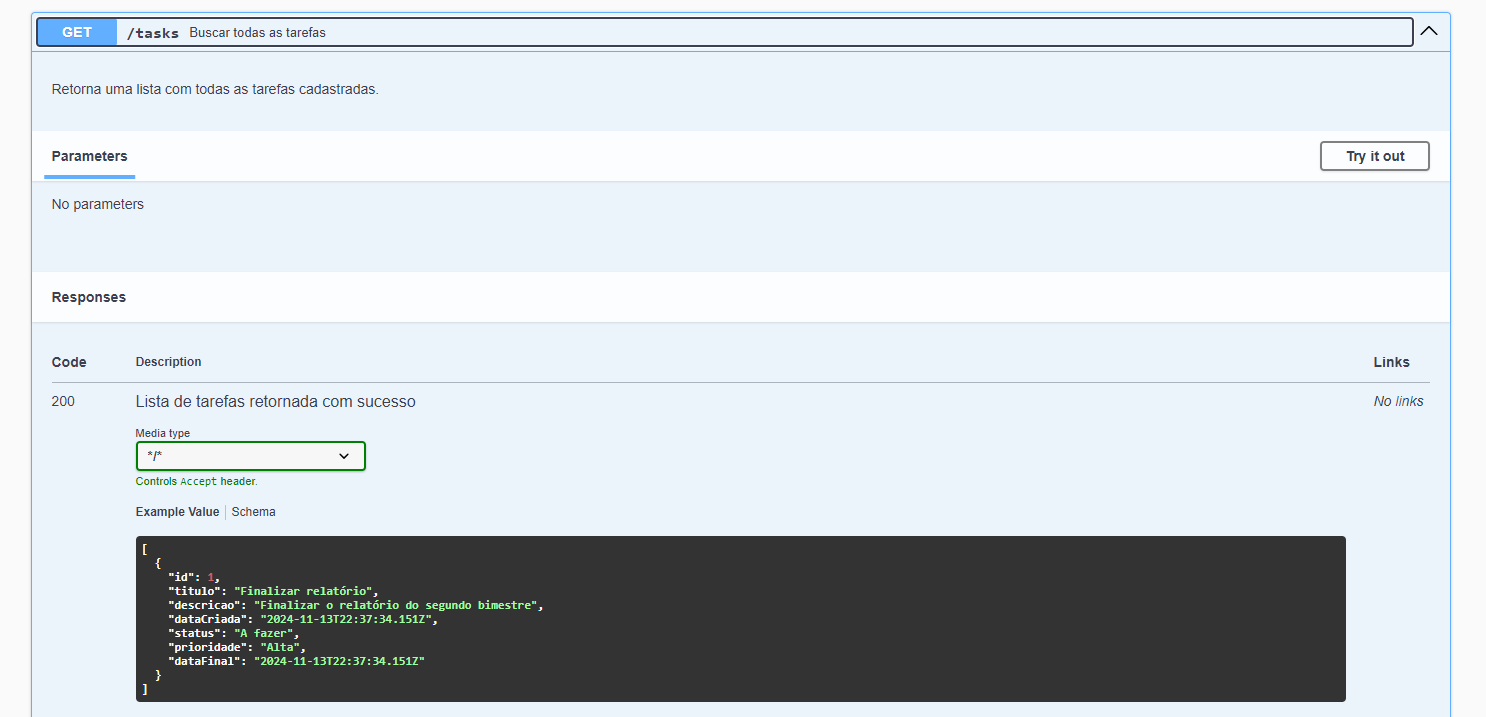 GET /tasks Buscar todas as tarefas
Retorna uma lista com todas as tarefas cadastradas.
Parameters Try it out
No parameters
Responses
Code Description Links
200 Lista de tarefas retornada com sucesso No links
Media type
*/*
Controls Accept header.
Example Value Schema
[
{
"id": 1,
"titulo": "Finalizar relatório",
"descricao": "Finalizar o relatório do segundo bimestre",
"dataCriada": "2024-11-13T22:37:34.151Z",
"status": "A fazer",
"prioridade": "Alta",
"dataFinal": "2024-11-13T22:37:34.151Z"
}
]